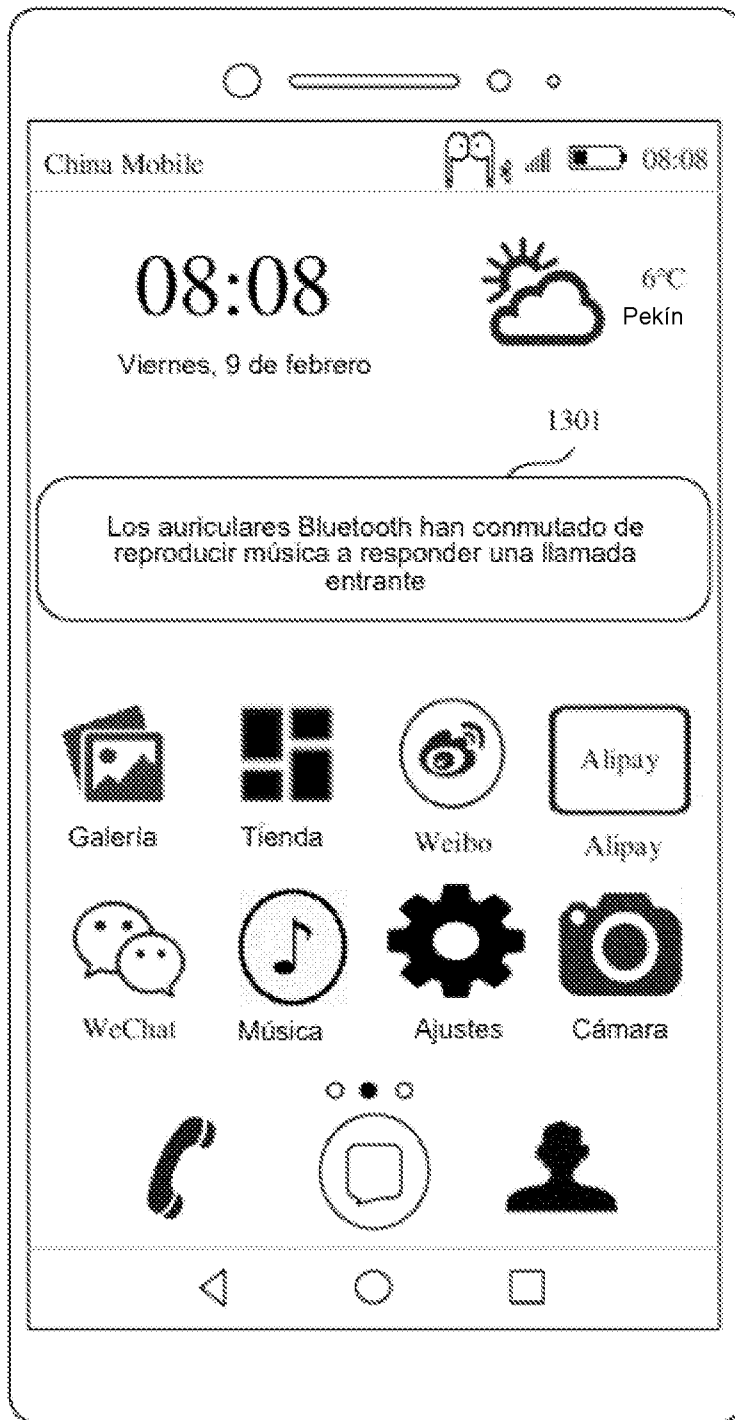 China Mobile 08:08
08:08
6°C
Pekín
Viernes, 9 de febrero
1301
Los auriculares Bluetooth han conmutado de
reproducir música a responder una llamada
entrante
Alipay
Galería Tienda Weibo Alipay
WeChat Música Ajustes Cámara